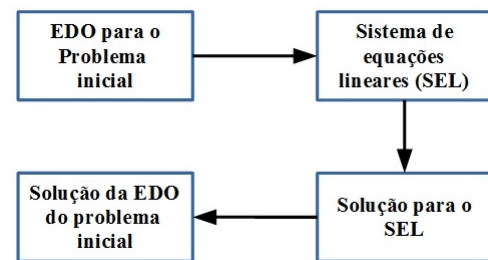 EDO para o
Problema
inicial
Sistema de
equações
lineares (SEL)
Solução para o
SEL
Solução da EDO
do problema
inicial